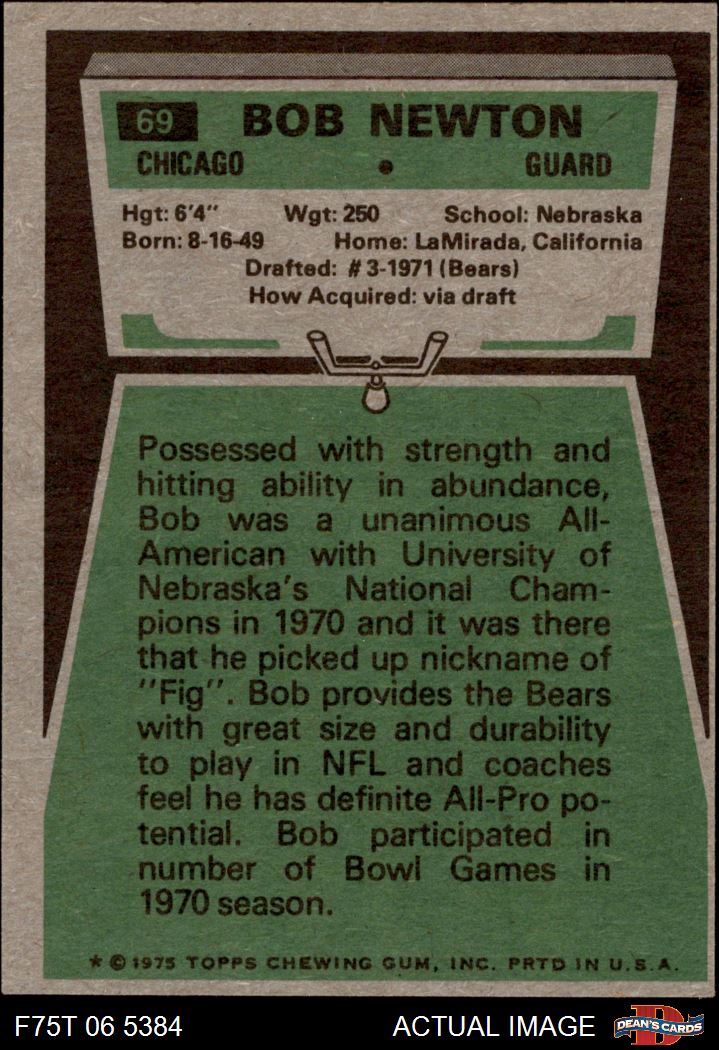 69 BOB NEWTON
CHICAGO • GUARD
Hgt: 6'4" Wgt: 250 School: Nebraska
Born: 8-16-49 Home: LaMirada, California
Drafted: #3-1971 (Bears)
How Acquired: via draft
Possessed with strength and
hitting ability in abundance,
Bob was a unanimous All-
American with University of
Nebraska's National Cham-
pions in 1970 and it was there
that he picked up nickname of
"Fig". Bob provides the Bears
with great size and durability
to play in NFL and coaches
feel he has definite All-Pro po-
tential. Bob participated in
number of Bowl Games in
1970 season.
* © 1975 TOPPS CHEWING GUM, INC. PRTD IN U.S.A.
F75T 06 5384 ACTUAL IMAGE D DEAN'S CARDS